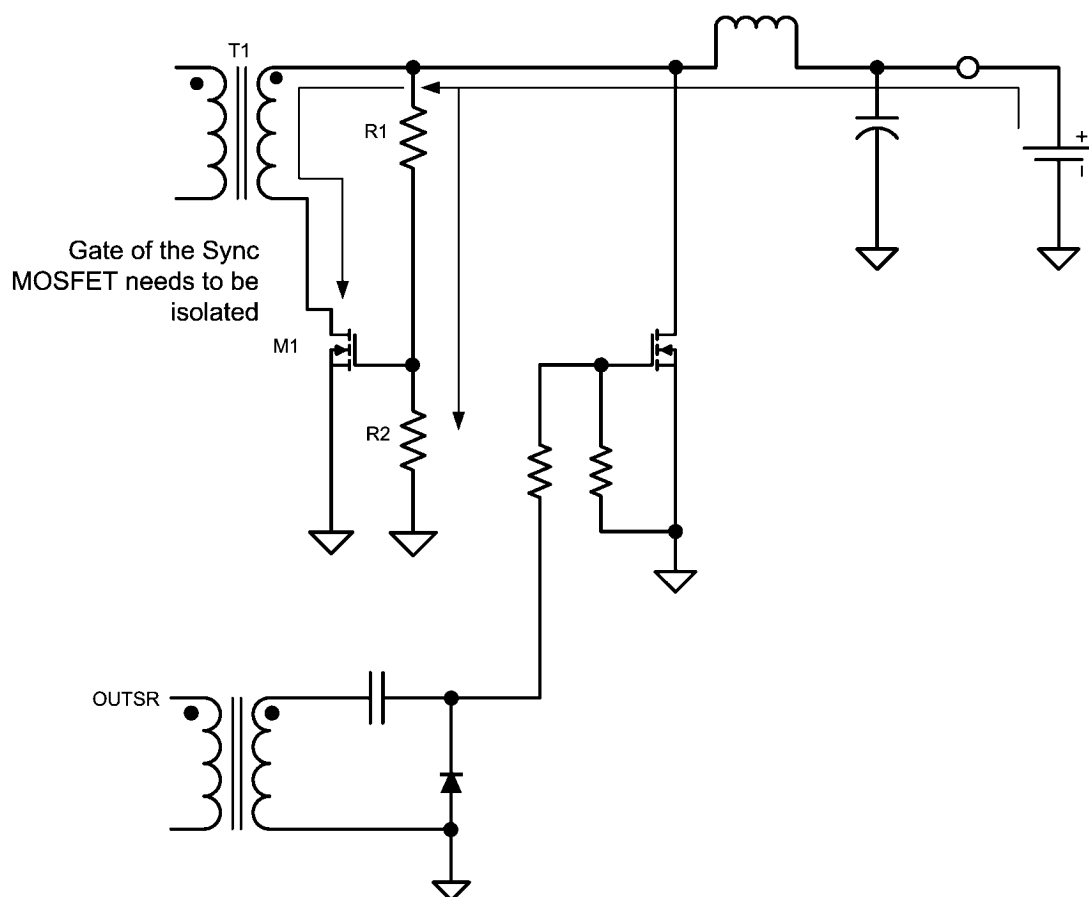 T1
R1
+
–
Gate of the Sync
MOSFET needs to be
isolated
M1
R2
OUTSR